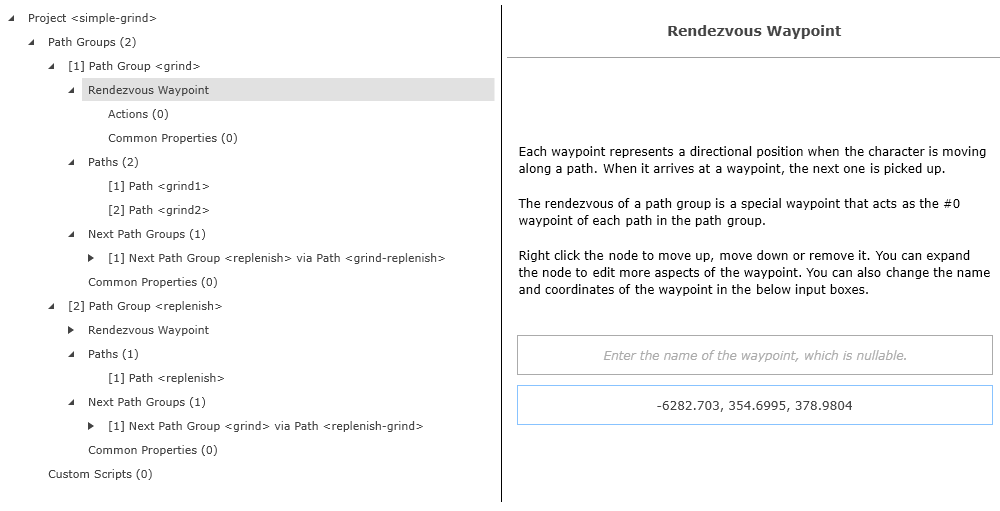 Project <simple-grind>
Path Groups (2)
[1] Path Group <grind>
Rendezvous Waypoint
Actions (0)
Common Properties (0)
Paths (2)
[1] Path <grind1>
[2] Path <grind2>
Next Path Groups (1)
[1] Next Path Group <replenish> via Path <grind-replenish>
Common Properties (0)
[2] Path Group <replenish>
Rendezvous Waypoint
Paths (1)
[1] Path <replenish>
Next Path Groups (1)
[1] Next Path Group <grind> via Path <replenish-grind>
Common Properties (0)
Custom Scripts (0)
Rendezvous Waypoint
Each waypoint represents a directional position when the character is moving
along a path. When it arrives at a waypoint, the next one is picked up.
The rendezvous of a path group is a special waypoint that acts as the #0
waypoint of each path in the path group.
Right click the node to move up, move down or remove it. You can expand
the node to edit more aspects of the waypoint. You can also change the name
and coordinates of the waypoint in the below input boxes.
Enter the name of the waypoint, which is nullable.
-6282.703, 354.6995, 378.9804